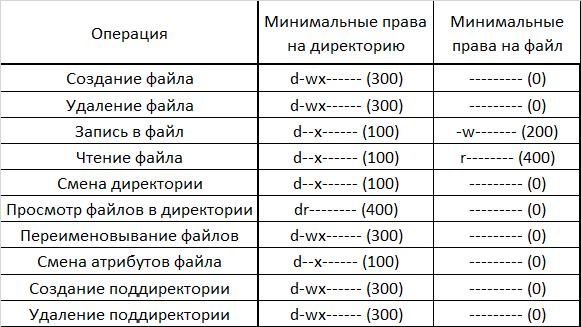 Операция Минимальные права на директорию Минимальные права на файл
Создание файла d-wx------ (300) --------- (0)
Удаление файла d-wx------ (300) --------- (0)
Запись в файл d--x------ (100) -w------- (200)
Чтение файла d--x------ (100) r-------- (400)
Смена директории d--x------ (100) --------- (0)
Просмотр файлов в директории dr-------- (400) --------- (0)
Переименовывание файлов d-wx------ (300) --------- (0)
Смена атрибутов файла d--x------ (100) --------- (0)
Создание поддиректории d-wx------ (300) --------- (0)
Удаление поддиректории d-wx------ (300) --------- (0)